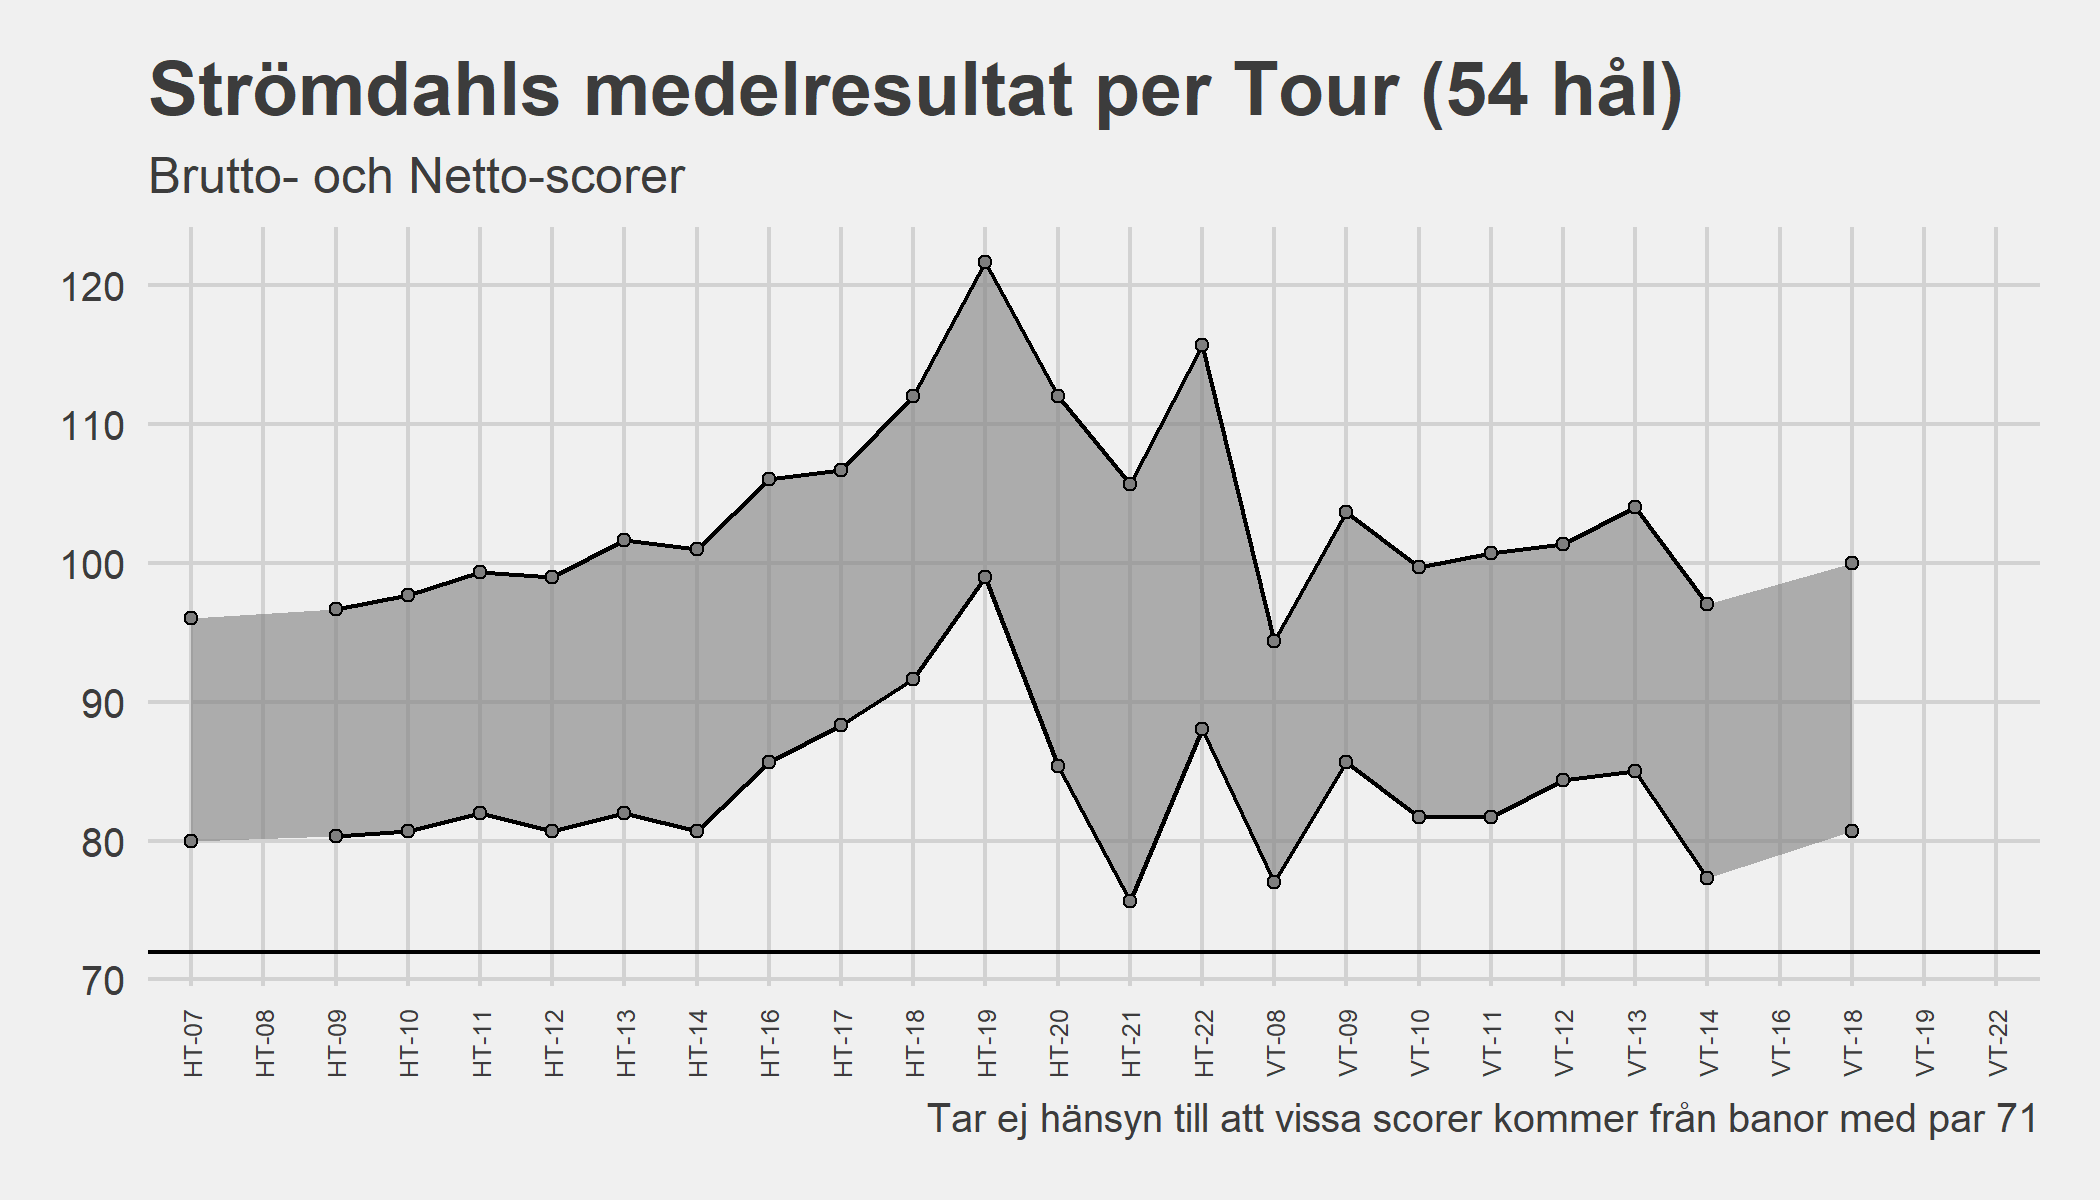 Strömdahls medelresultat per Tour (54 hål)
Brutto- och Netto-scorer
120
110
100
90
80
70
HT-07
HT-08
HT-09
HT-10
HT-11
HT-12
HT-13
HT-14
HT-16
HT-17
HT-18
HT-19
HT-20
HT-21
HT-22
VT-08
VT-09
VT-10
VT-11
VT-12
VT-13
VT-14
VT-16
VT-18
VT-19
VT-22
Tar ej hänsyn till att vissa scorer kommer från banor med par 71